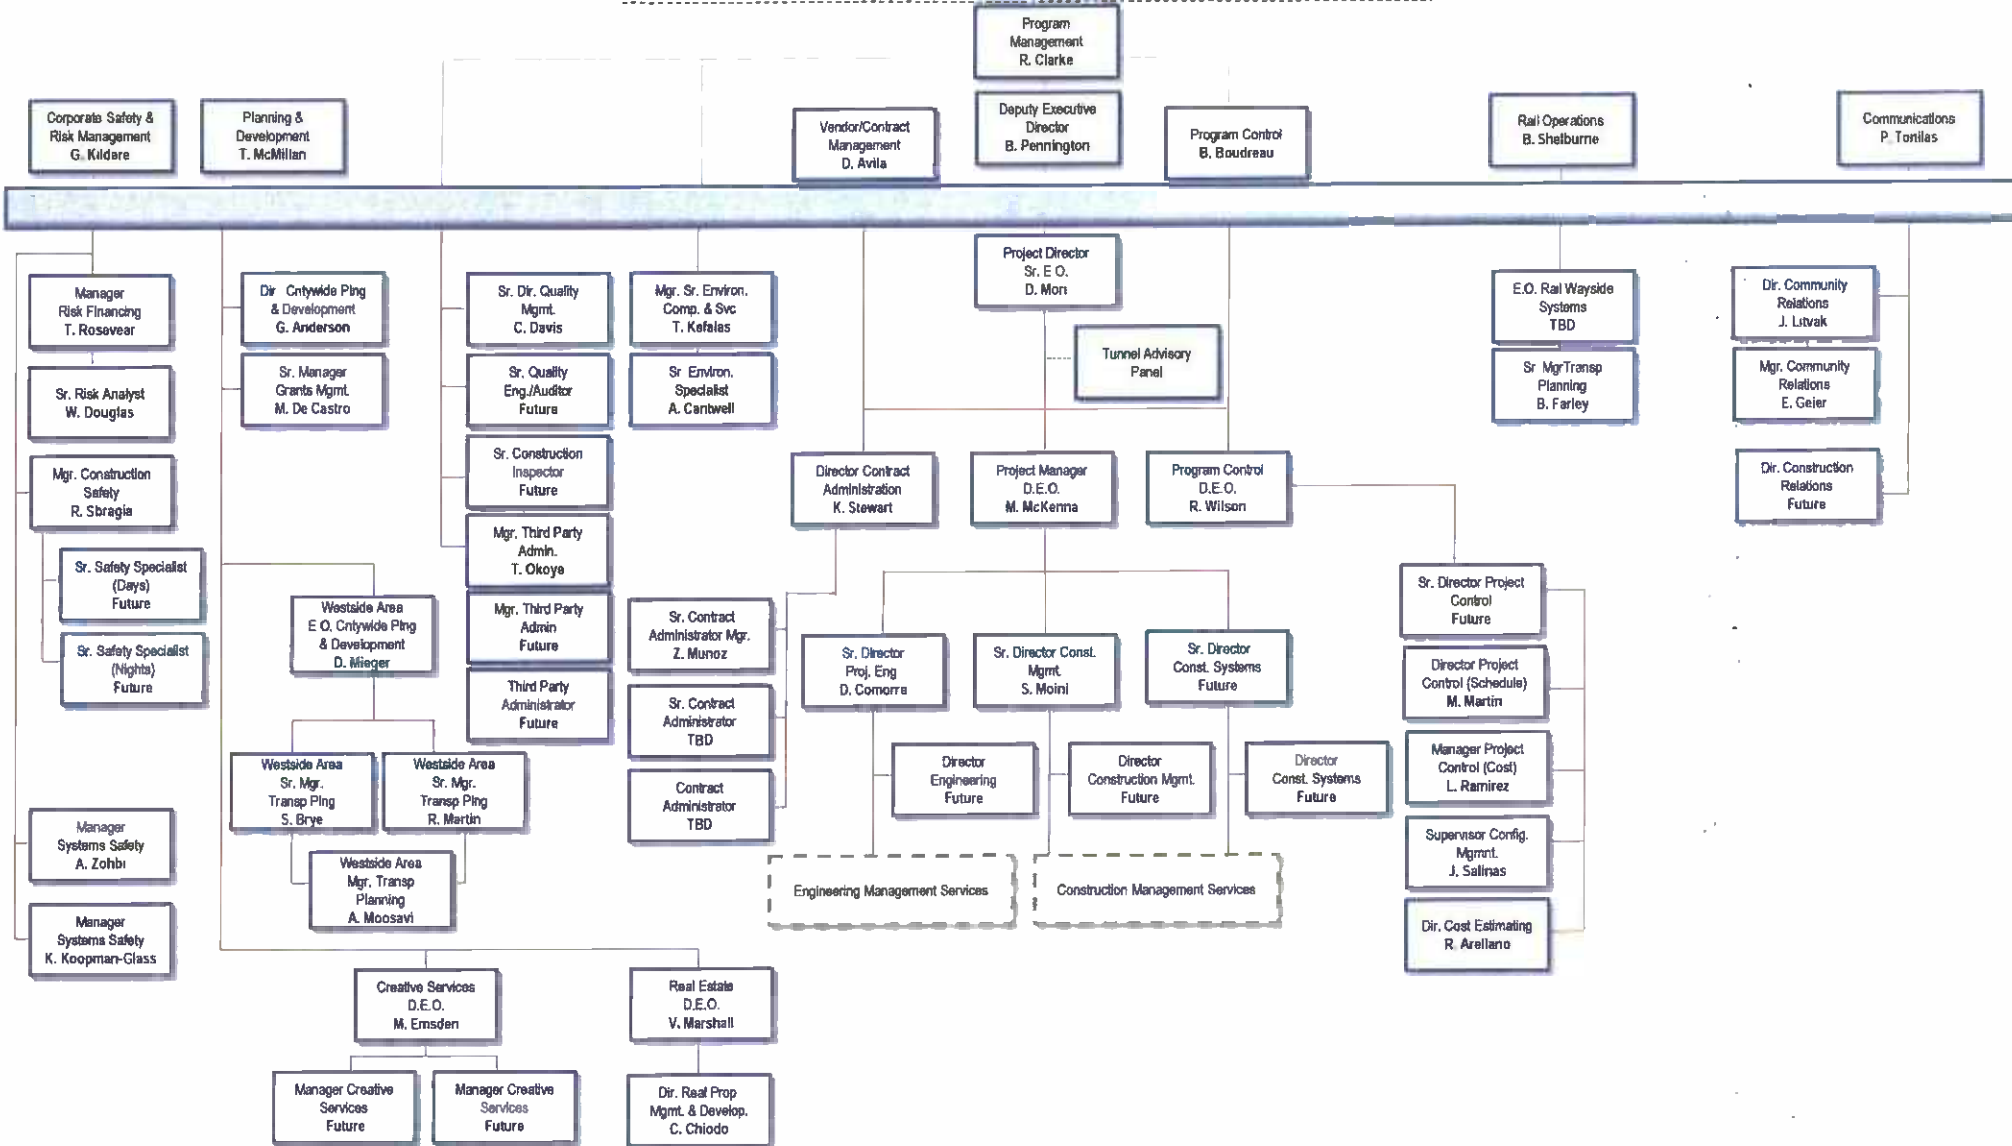 Program
Management
R. Clarke
Corporate Safety &
Risk Management
G. Kildare
Planning &
Development
T. McMillan
Vendor/Contract
Management
D. Avila
Deputy Executive
Director
B. Pennington
Program Control
B. Boudreau
Rail Operations
B. Shelburne
Communications
P. Tonilas
Project Director
Sr. E O.
D. Mori
Manager
Risk Financing
T. Rosevear
Dir Cntywide Plng
& Development
G. Anderson
Sr. Dir. Quality
Mgmt.
C. Davis
Mgr. Sr. Environ.
Comp. & Svc
T. Kefalas
E.O. Rail Wayside
Systems
TBD
Dir. Community
Relations
J. Litvak
Tunnel Advisory
Panel
Sr. Risk Analyst
W. Douglas
Sr. Manager
Grants Mgmt.
M. De Castro
Sr. Quality
Eng./Auditor
Future
Sr Environ.
Specialist
A. Cantwell
Sr MgrTransp
Planning
B. Farley
Mgr. Community
Relations
E. Geier
Mgr. Construction
Safety
R. Sbragia
Sr. Construction
Inspector
Future
Director Contract
Administration
K. Stewart
Project Manager
D.E.O.
M. McKenna
Program Control
D.E.O.
R. Wilson
Dir. Construction
Relations
Future
Sr. Safety Specialist
(Days)
Future
Mgr. Third Party
Admin.
T. Okoye
Sr. Director Project
Control
Future
Westside Area
E O. Cntywide Plng
& Development
D. Mieger
Mgr. Third Party
Admin
Future
Sr. Contract
Administrator Mgr.
Z. Munoz
Sr. Safety Specialist
(Nights)
Future
Sr. Director
Proj. Eng
D. Comorre
Sr. Director Const.
Mgmt.
S. Moini
Sr. Director
Const. Systems
Future
Director Project
Control (Schedule)
M. Martin
Third Party
Administrator
Future
Sr. Contract
Administrator
TBD
Westside Area
Sr. Mgr.
Transp Plng
S. Brye
Westside Area
Sr. Mgr.
Transp Plng
R. Martin
Contract
Administrator
TBD
Director
Engineering
Future
Director
Construction Mgmt.
Future
Director
Const. Systems
Future
Manager Project
Control (Cost)
L. Ramirez
Manager
Systems Safety
A. Zohbi
Westside Area
Mgr. Transp
Planning
A. Moosavi
Engineering Management Services
Construction Management Services
Supervisor Config.
Mgmnt.
J. Salinas
Manager
Systems Safety
K. Koopman-Glass
Dir. Cost Estimating
R. Arellano
Creative Services
D.E.O.
M. Emsden
Real Estate
D.E.O.
V. Marshall
Manager Creative
Services
Future
Manager Creative
Services
Future
Dir. Real Prop
Mgmt. & Develop.
C. Chiodo